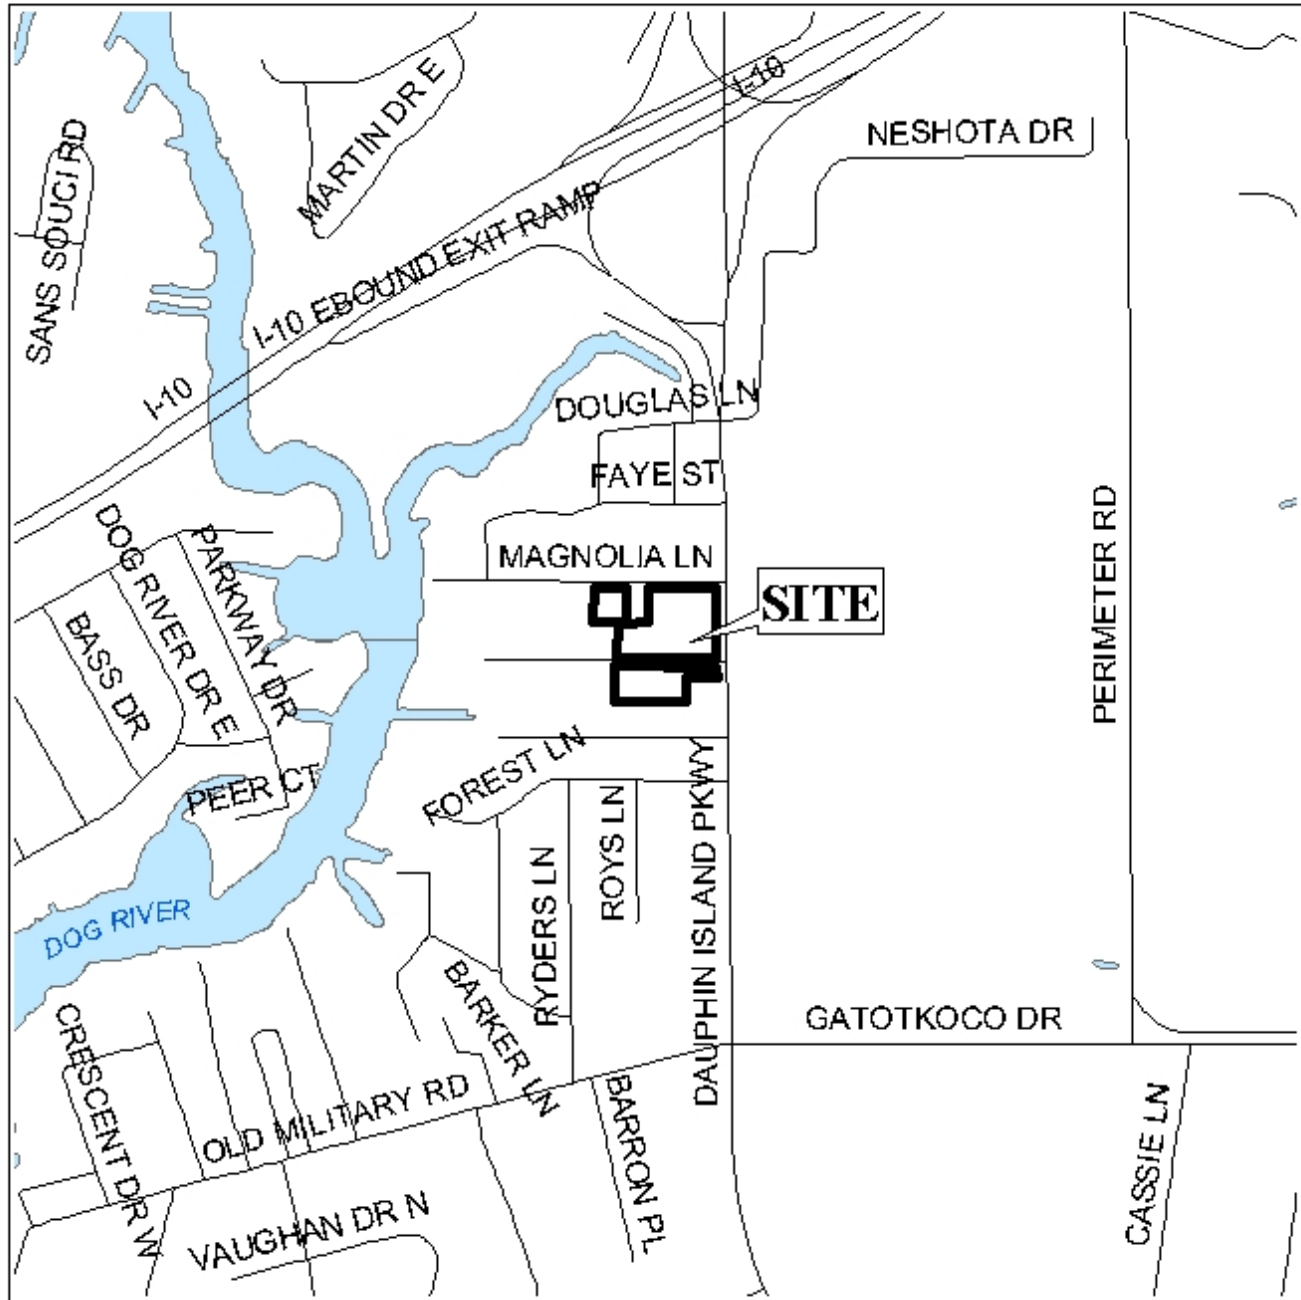 I-10
NESHOTA DR
MARTIN DR E
SANS SOUCI RD
I-10 EBOUND EXIT RAMP
I-10
DOUGLAS LN
FAYE ST
MAGNOLIA LN
SITE
PERIMETER RD
DOG RIVER DR E
PARKWAY DR
BASS DR
PEER CT
FOREST LN
ROYS LN
RYDERS LN
DAUPHIN ISLAND PKWY
DOG RIVER
BARKER LN
GATOTKOCO DR
CRESCENT DR W
OLD MILITARY RD
BARRON PL
CASSIE LN
VAUGHAN DR N